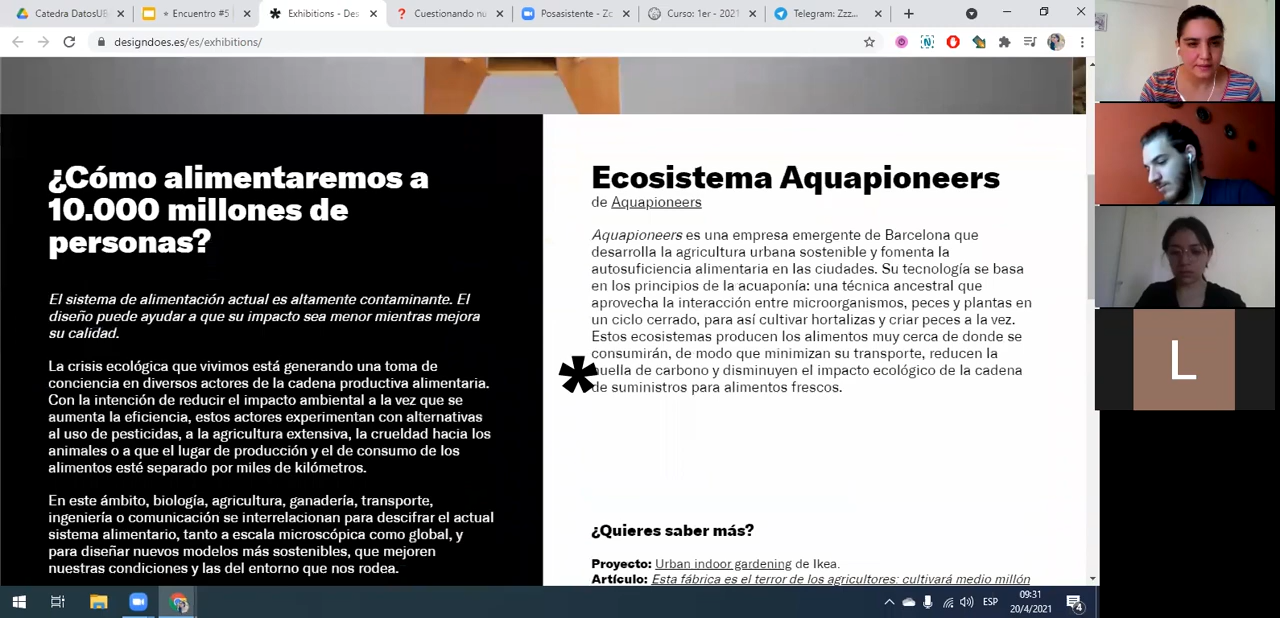 Catedra DatosUB
* Encuentro #5
Exhibitions - Des
Cuestionando nu
Posasistente - Zo
Curso: 1er - 2021
Telegram: Zzz...
designdoes.es/es/exhibitions/
¿Cómo alimentaremos a
10.000 millones de
personas?
El sistema de alimentación actual es altamente contaminante. El
diseño puede ayudar a que su impacto sea menor mientras mejora
su calidad.
La crisis ecológica que vivimos está generando una toma de
conciencia en diversos actores de la cadena productiva alimentaria.
Con la intención de reducir el impacto ambiental a la vez que se
aumenta la eficiencia, estos actores experimentan con alternativas
al uso de pesticidas, a la agricultura extensiva, la crueldad hacia los
animales o a que el lugar de producción y el de consumo de los
alimentos esté separado por miles de kilómetros.
En este ámbito, biología, agricultura, ganadería, transporte,
ingeniería o comunicación se interrelacionan para descifrar el actual
sistema alimentario, tanto a escala microscópica como global, y
para diseñar nuevos modelos más sostenibles, que mejoren
nuestras condiciones y las del entorno que nos rodea.
Ecosistema Aquapioneers
de Aquapioneers
Aquapioneers es una empresa emergente de Barcelona que
desarrolla la agricultura urbana sostenible y fomenta la
autosuficiencia alimentaria en las ciudades. Su tecnología se basa
en los principios de la acuaponía: una técnica ancestral que
aprovecha la interacción entre microorganismos, peces y plantas en
un ciclo cerrado, para así cultivar hortalizas y criar peces a la vez.
Estos ecosistemas producen los alimentos muy cerca de donde se
consumirán, de modo que minimizan su transporte, reducen la
huella de carbono y disminuyen el impacto ecológico de la cadena
de suministros para alimentos frescos.
*
¿Quieres saber más?
Proyecto: Urban indoor gardening de Ikea.
Artículo: Esta fábrica es el terror de los agricultores: cultivará medio millón
L
ESP
09:31
20/4/2021
4